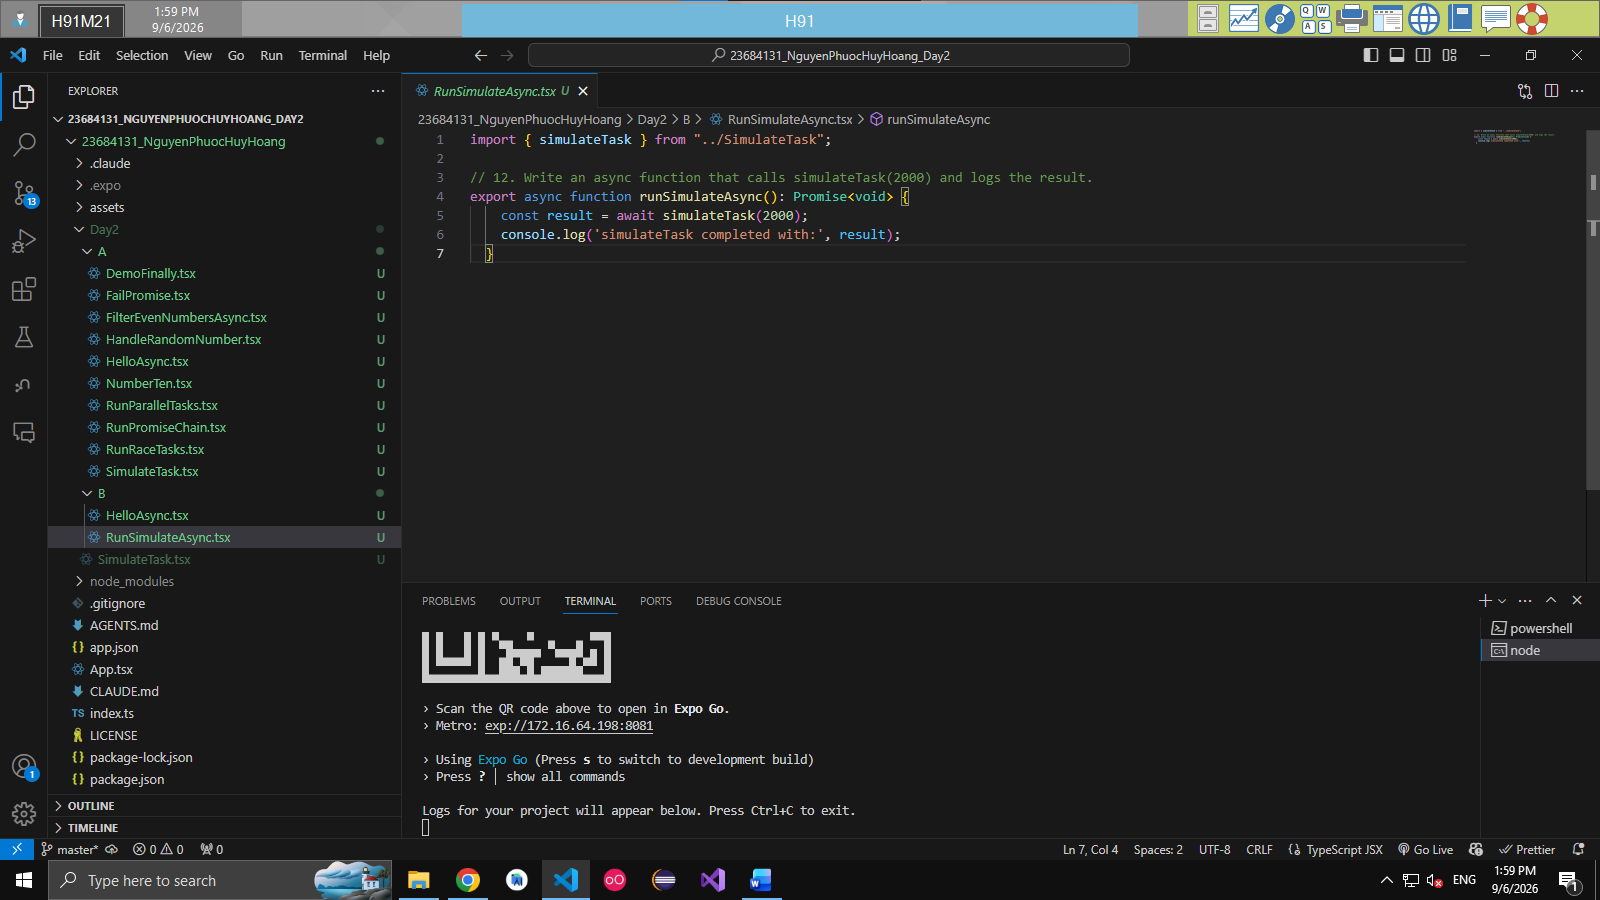 H91M21
1:59 PM
9/6/2026
H91
Q W
A S
File Edit Selection View Go Run Terminal Help
23684131_NguyenPhuocHuyHoang_Day2
EXPLORER
23684131_NGUYENPHUOCHUYHOANG_DAY2
23684131_NguyenPhuocHuyHoang
.claude
.expo
assets
Day2
A
DemoFinally.tsx U
FailPromise.tsx U
FilterEvenNumbersAsync.tsx U
HandleRandomNumber.tsx U
HelloAsync.tsx U
NumberTen.tsx U
RunParallelTasks.tsx U
RunPromiseChain.tsx U
RunRaceTasks.tsx U
SimulateTask.tsx U
B
HelloAsync.tsx U
RunSimulateAsync.tsx U
SimulateTask.tsx U
node_modules
.gitignore
AGENTS.md
{} app.json
App.tsx
CLAUDE.md
TS index.ts
LICENSE
{} package-lock.json
{} package.json
OUTLINE
TIMELINE
13
1
RunSimulateAsync.tsx U
23684131_NguyenPhuocHuyHoang > Day2 > B > RunSimulateAsync.tsx > runSimulateAsync
1 import { simulateTask } from "../SimulateTask";
2
3 // 12. Write an async function that calls simulateTask(2000) and logs the result.
4 export async function runSimulateAsync(): Promise<void> {
5 const result = await simulateTask(2000);
6 console.log('simulateTask completed with:', result);
7 }
PROBLEMS OUTPUT TERMINAL PORTS DEBUG CONSOLE
› Scan the QR code above to open in Expo Go.
› Metro: exp://172.16.64.198:8081
› Using Expo Go (Press s to switch to development build)
› Press ? │ show all commands
Logs for your project will appear below. Press Ctrl+C to exit.
powershell
node
master* 0 0 0
Ln 7, Col 4 Spaces: 2 UTF-8 CRLF {} TypeScript JSX Go Live Prettier
Type here to search
ENG
1:59 PM
9/6/2026
1